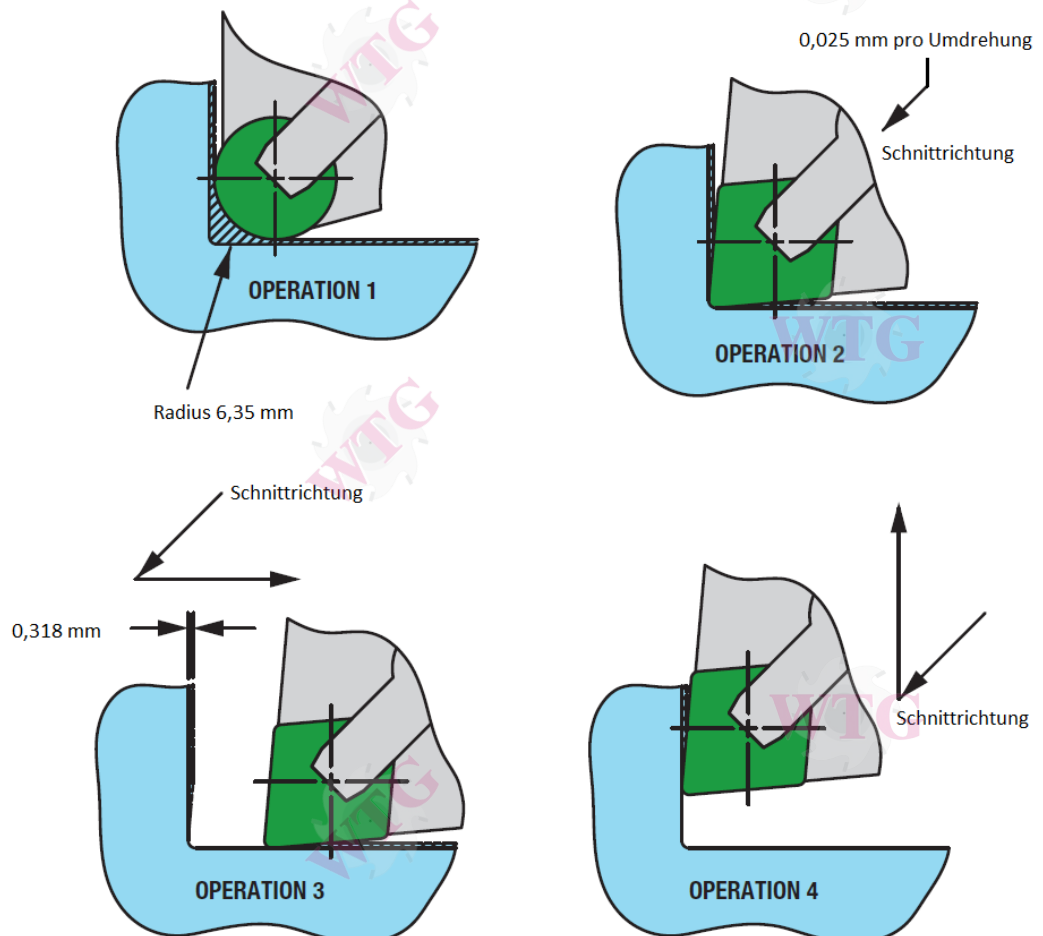 WTG
0,025 mm pro Umdrehung
Schnittrichtung
OPERATION 1
WTG
OPERATION 2
Radius 6,35 mm
WTG
Schnittrichtung
0,318 mm
WTG
Schnittrichtung
WTG
OPERATION 3
OPERATION 4